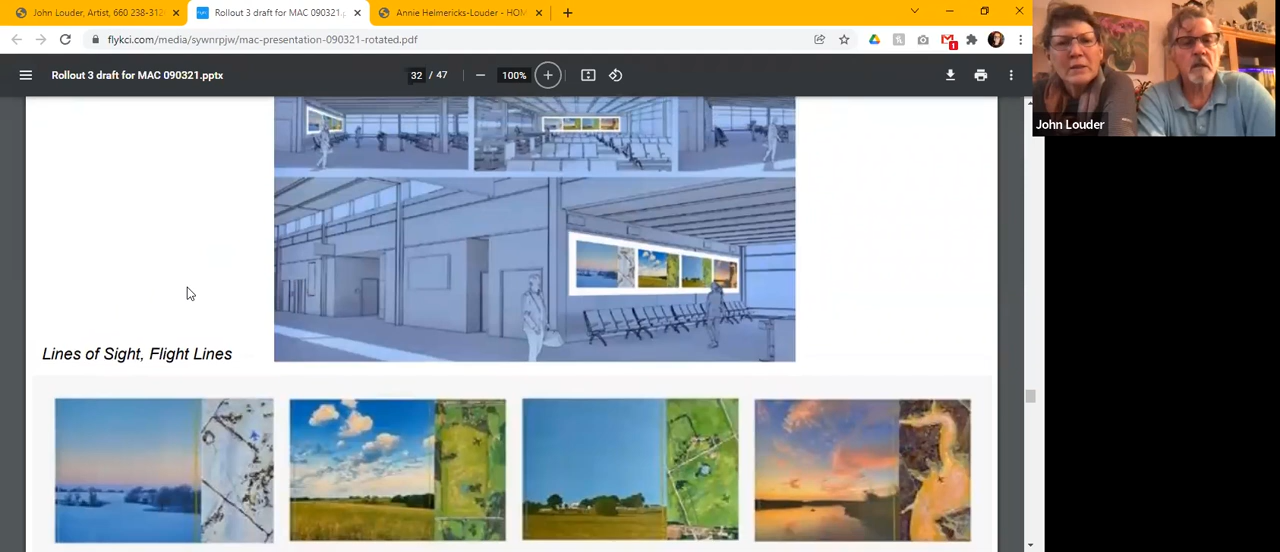 John Louder, Artist, 660 238-312
Rollout 3 draft for MAC 090321.p
Annie Helmericks-Louder - HOM
flykci.com/media/sywnrpjw/mac-presentation-090321-rotated.pdf
1
Rollout 3 draft for MAC 090321.pptx
32 / 47
100%
John Louder
Lines of Sight, Flight Lines